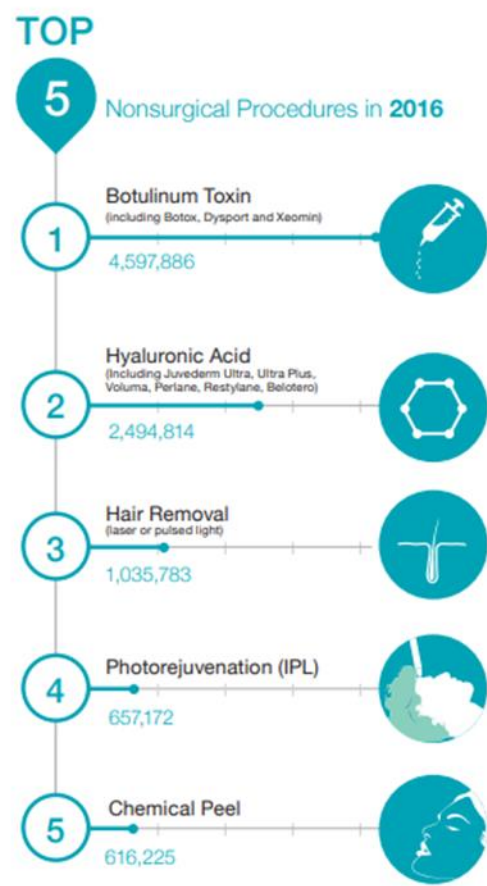 TOP
5
Nonsurgical Procedures in 2016
Botulinum Toxin
(including Botox, Dysport and Xeomin)
1
4,597,886
Hyaluronic Acid
(Including Juvederm Ultra, Ultra Plus,
Voluma, Perlane, Restylane, Belotero)
2
2,494,814
Hair Removal
(laser or pulsed light)
3
1,035,783
Photorejuvenation (IPL)
4
657,172
Chemical Peel
5
616,225